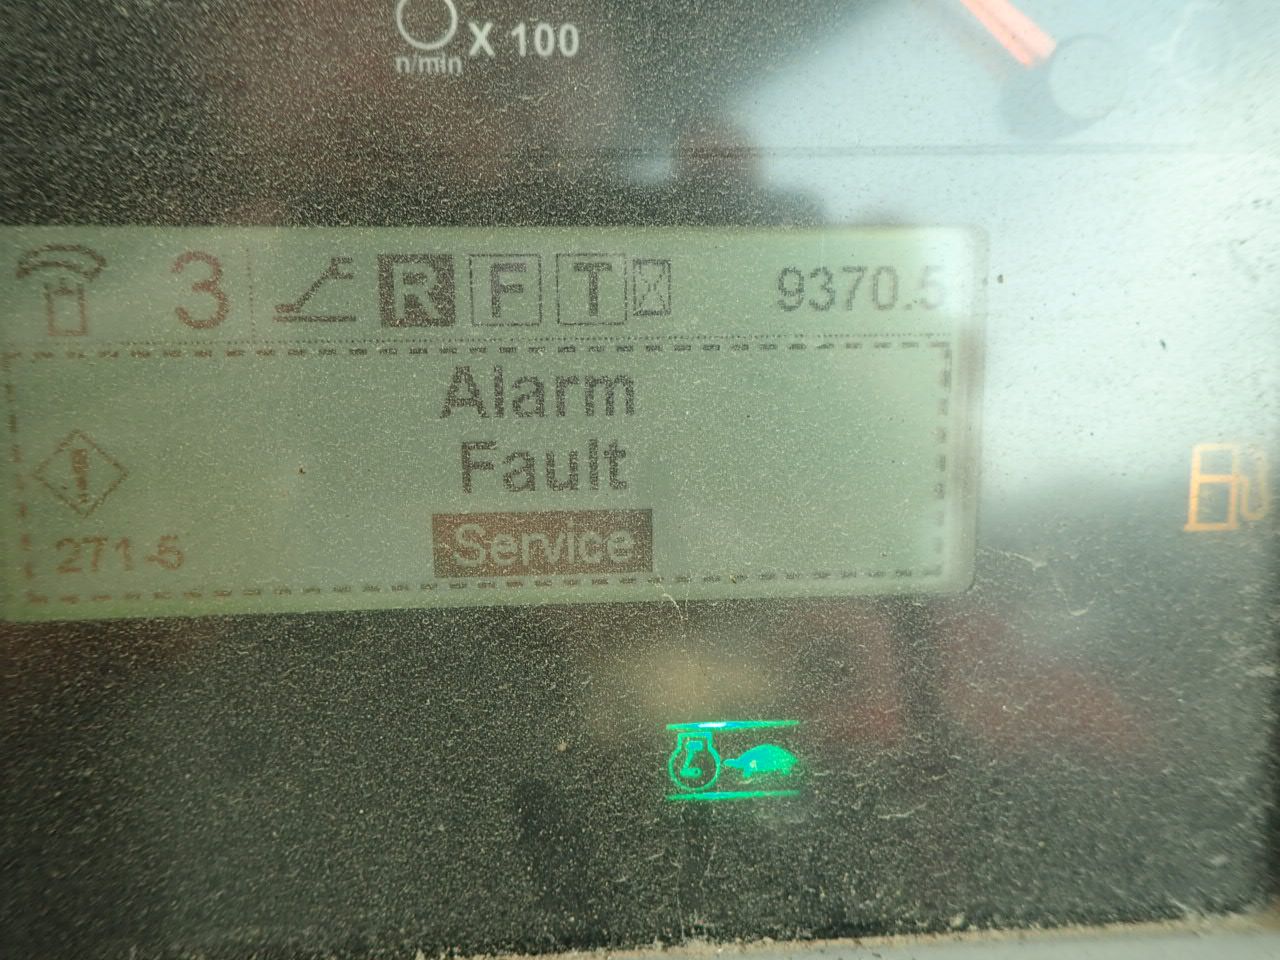 X 100
n/min
3 R F T 9370.5
Alarm
Fault
271-5
Service